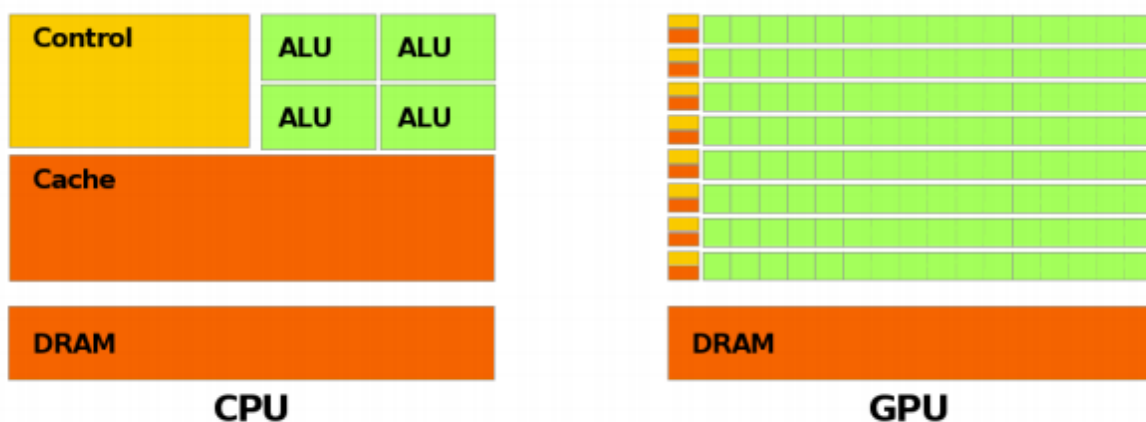 Control
ALU ALU
ALU ALU
Cache
DRAM
CPU
DRAM
GPU